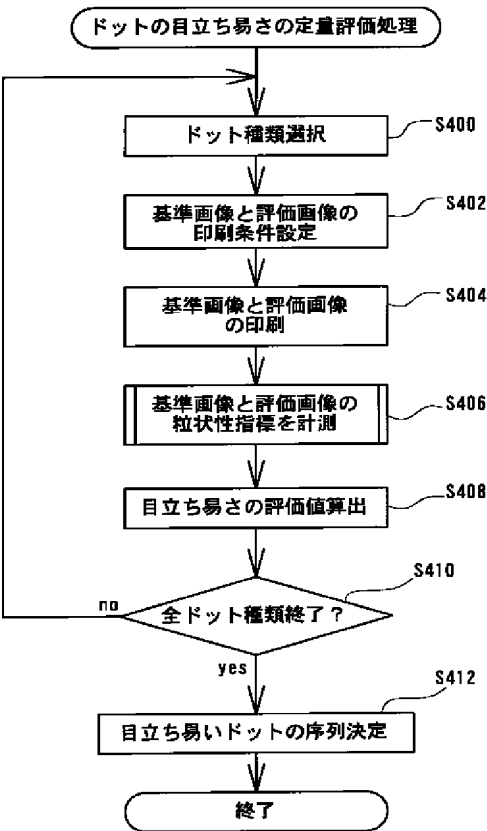 ドットの目立ち易さの定量評価処理
ドット種類選択
S400
基準画像と評価画像の
印刷条件設定
S402
基準画像と評価画像
の印刷
S404
基準画像と評価画像の
粒状性指標を計測
S406
目立ち易さの評価値算出
S408
全ドット種類終了?
S410
no
yes
目立ち易いドットの序列決定
S412
終了